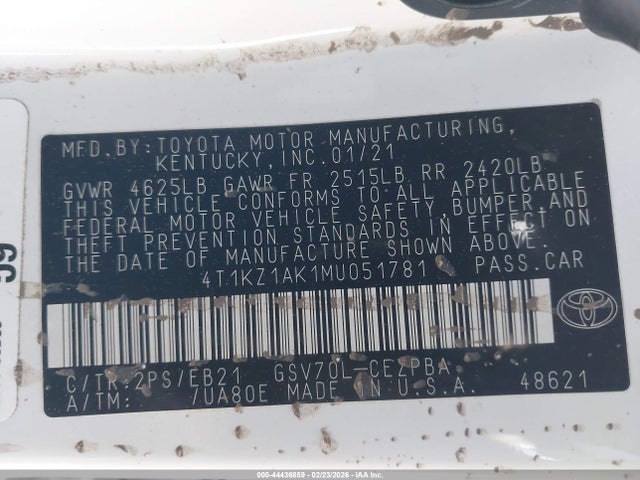 MFD.BY:TOYOTA MOTOR MANUFACTURING,
KENTUCKY,INC.01/21
GVWR 4625LB GAWR FR 2515LB RR 2420LB
THIS VEHICLE CONFORMS TO ALL APPLICABLE
FEDERAL MOTOR VEHICLE SAFETY,BUMPER,AND
THEFT PREVENTION STANDARDS IN EFFECT ON
THE DATE OF MANUFACTURE SHOWN ABOVE.
4T1KZ1AK1MU051781 PASS.CAR
C/TR:2PS/EB21 GSV70L-CEZPBA
A/TM: /UA80E MADE IN U.S.A. 48621
000-44436859 - 02/23/2026 - IAA Inc.